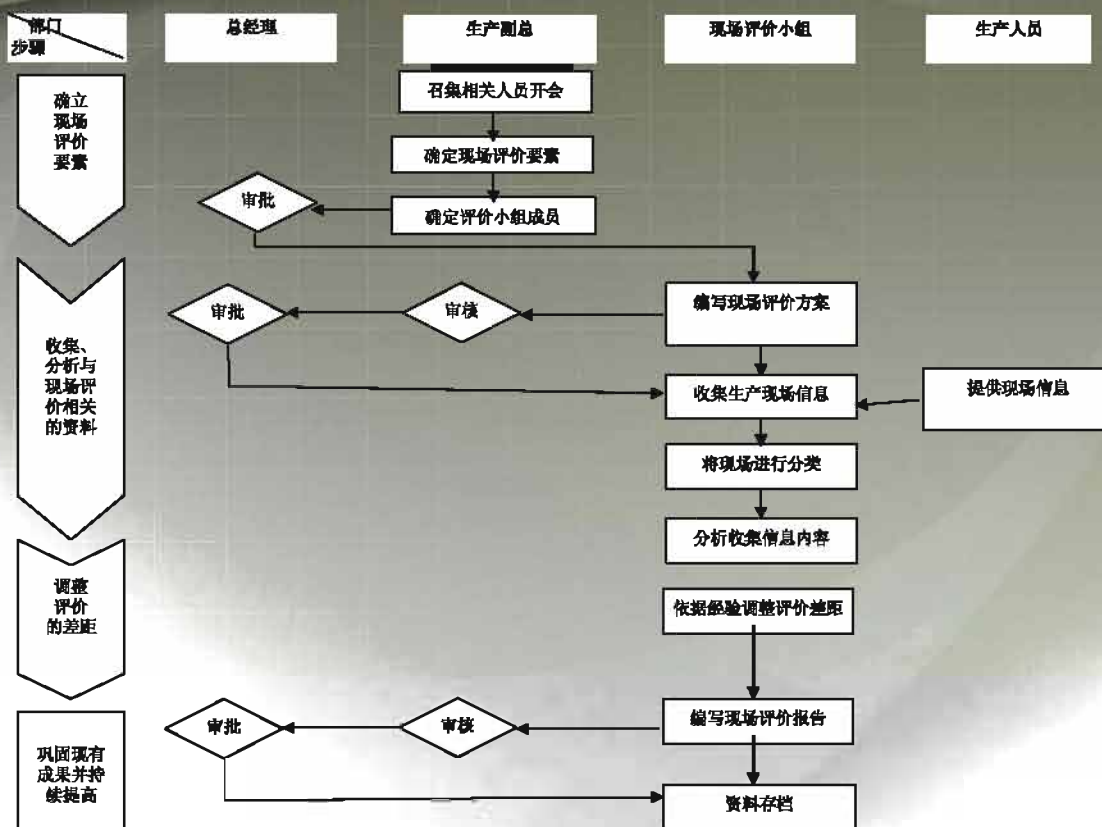 部门
步骤
总经理
生产副总
现场评价小组
生产人员
确立
现场
评价
要素
召集相关人员开会
确定现场评价要素
审批
确定评价小组成员
收集、
分析与
现场评
价相关
的资料
审批
审核
编写现场评价方案
收集生产现场信息
提供现场信息
将现场进行分类
分析收集信息内容
调整
评价
的差距
依据经验调整评价差距
巩固现有
成果并持
续提高
审批
审核
编写现场评价报告
资料存档